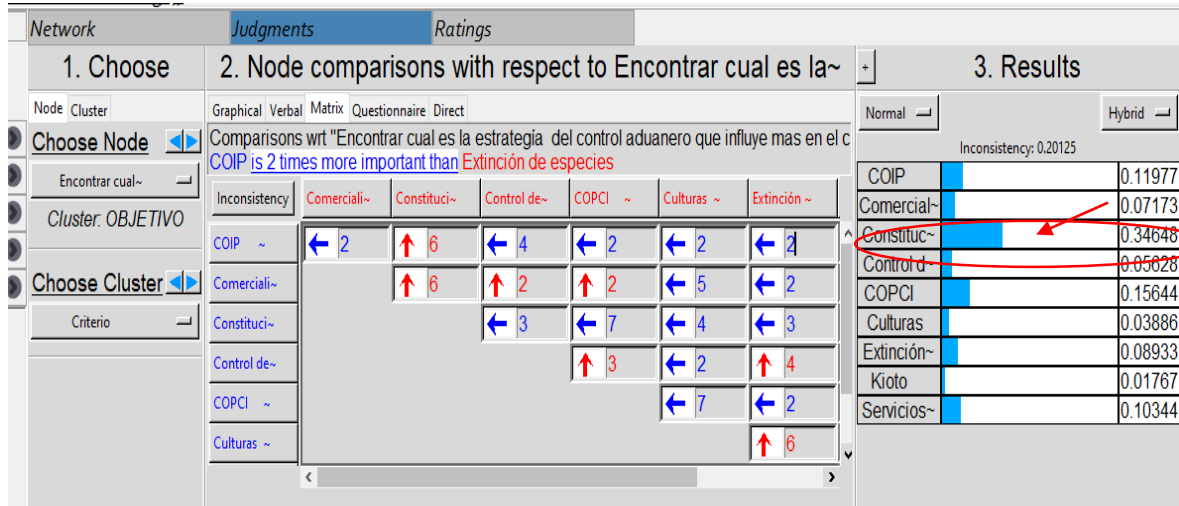 Network Judgments Ratings
1. Choose
Node Cluster
Choose Node
Encontrar cual~
Cluster: OBJETIVO
Choose Cluster
Criterio
2. Node comparisons with respect to Encontrar cual es la~
Graphical Verbal Matrix Questionnaire Direct
Comparisons wrt "Encontrar cual es la estrategía del control aduanero que influye mas en el c
COIP is 2 times more important than Extinción de especies
Inconsistency Comerciali~ Constituci~ Control de~ COPCI ~ Culturas ~ Extinción ~
COIP ~ 2 6 4 2 2 2
Comerciali~ 6 2 2 5 2
Constituci~ 3 7 4 3
Control de~ 3 2 4
COPCI ~ 7 2
Culturas ~ 6
+ 3. Results
Normal Hybrid
Inconsistency: 0.20125
COIP 0.11977
Comercial~ 0.07173
Constituc~ 0.34648
Control d~ 0.05628
COPCI 0.15644
Culturas 0.03886
Extinción~ 0.08933
Kioto 0.01767
Servicios~ 0.10344